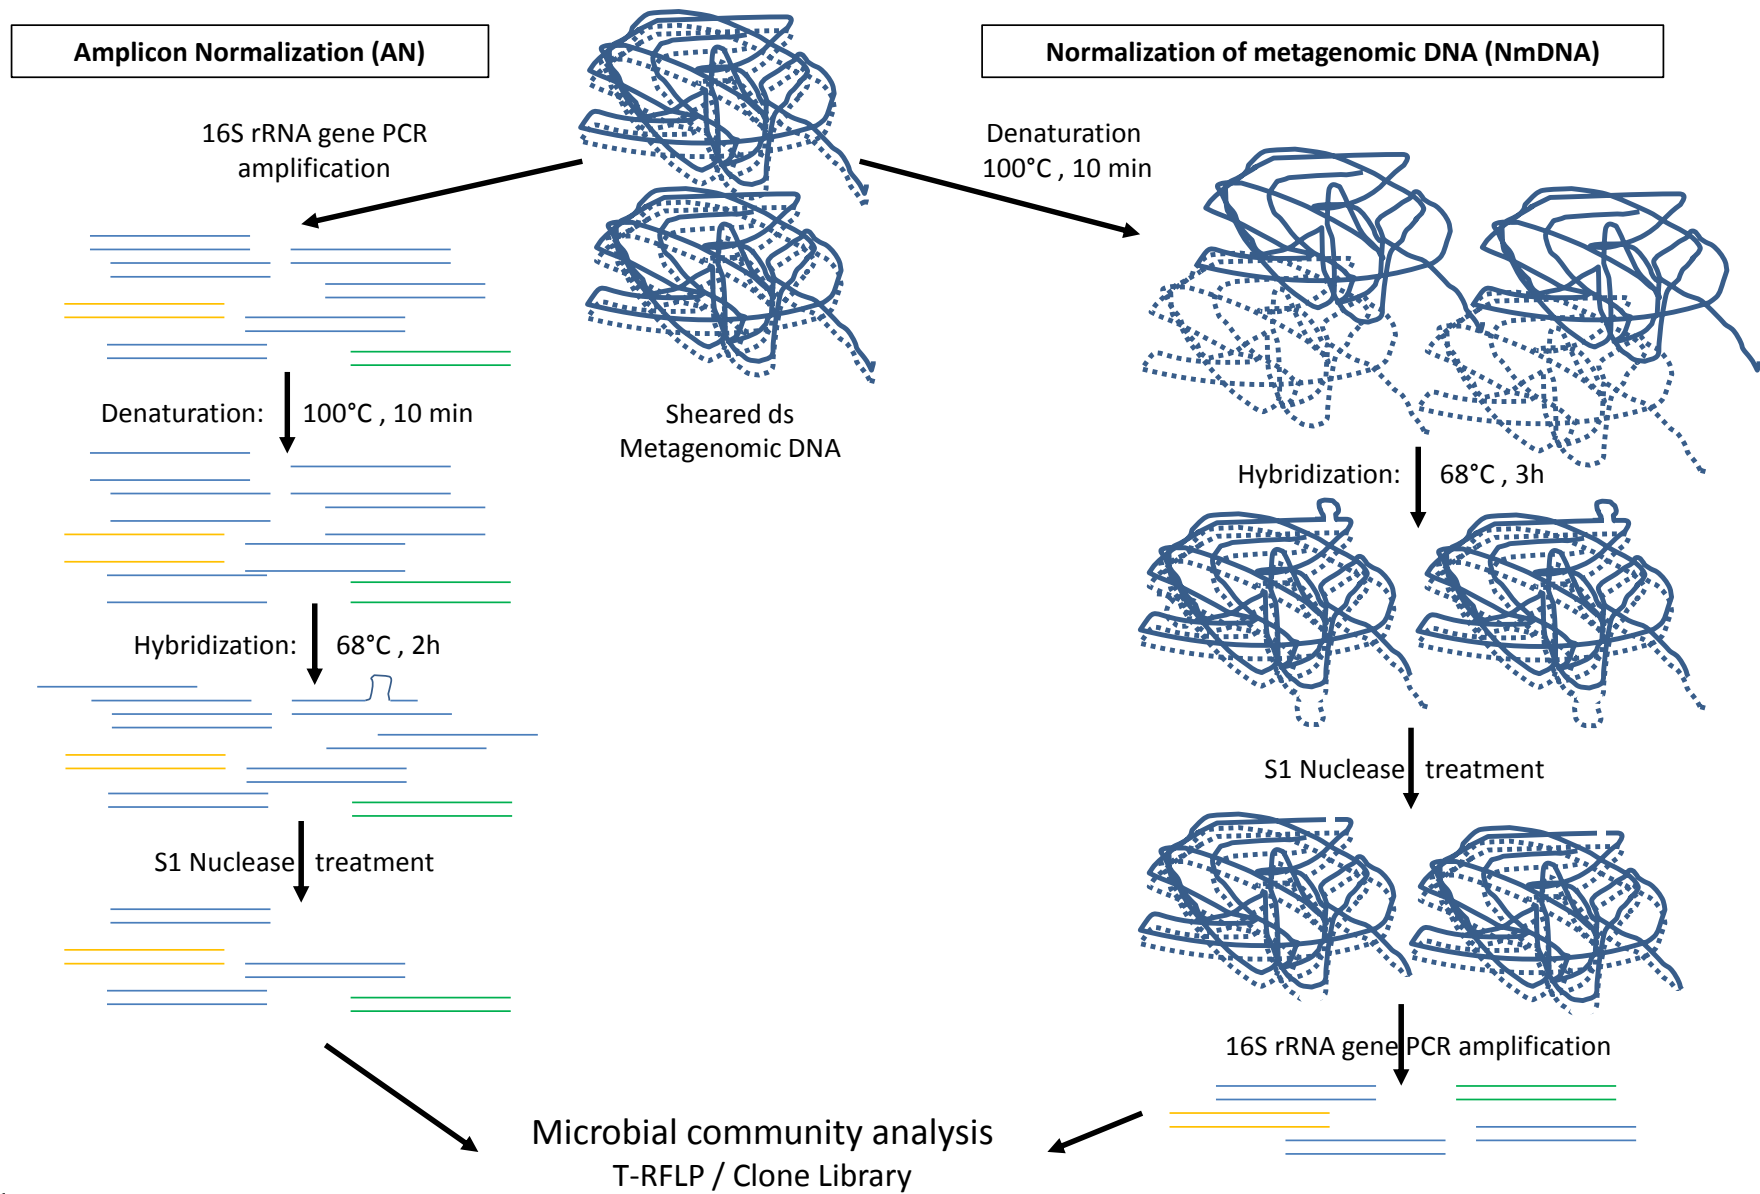 Amplicon Normalization (AN)
16S rRNA gene PCR
amplification
Denaturation: 100°C , 10 min
Hybridization: 68°C , 2h
S1 Nuclease treatment
Sheared ds
Metagenomic DNA
Normalization of metagenomic DNA (NmDNA)
Denaturation
100°C , 10 min
Hybridization: 68°C , 3h
S1 Nuclease treatment
16S rRNA gene PCR amplification
Microbial community analysis
T-RFLP / Clone Library